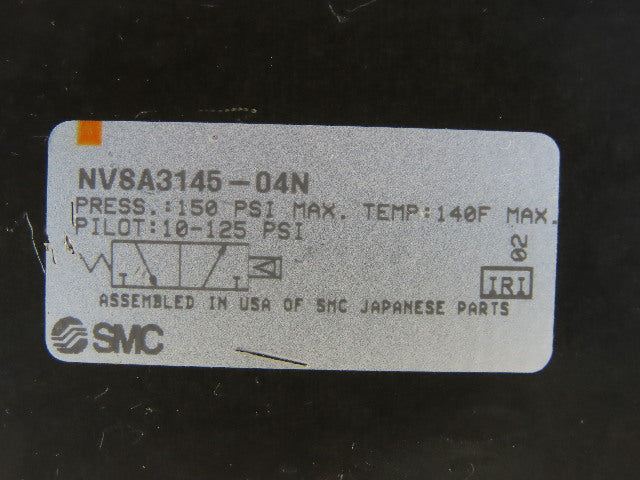 NVSA3145-04N
PRESS.:150 PSI MAX. TEMP:140F MAX.
PILOT:10-125 PSI
02
IRI
ASSEMBLED IN USA OF SMC JAPANESE PARTS
SMC